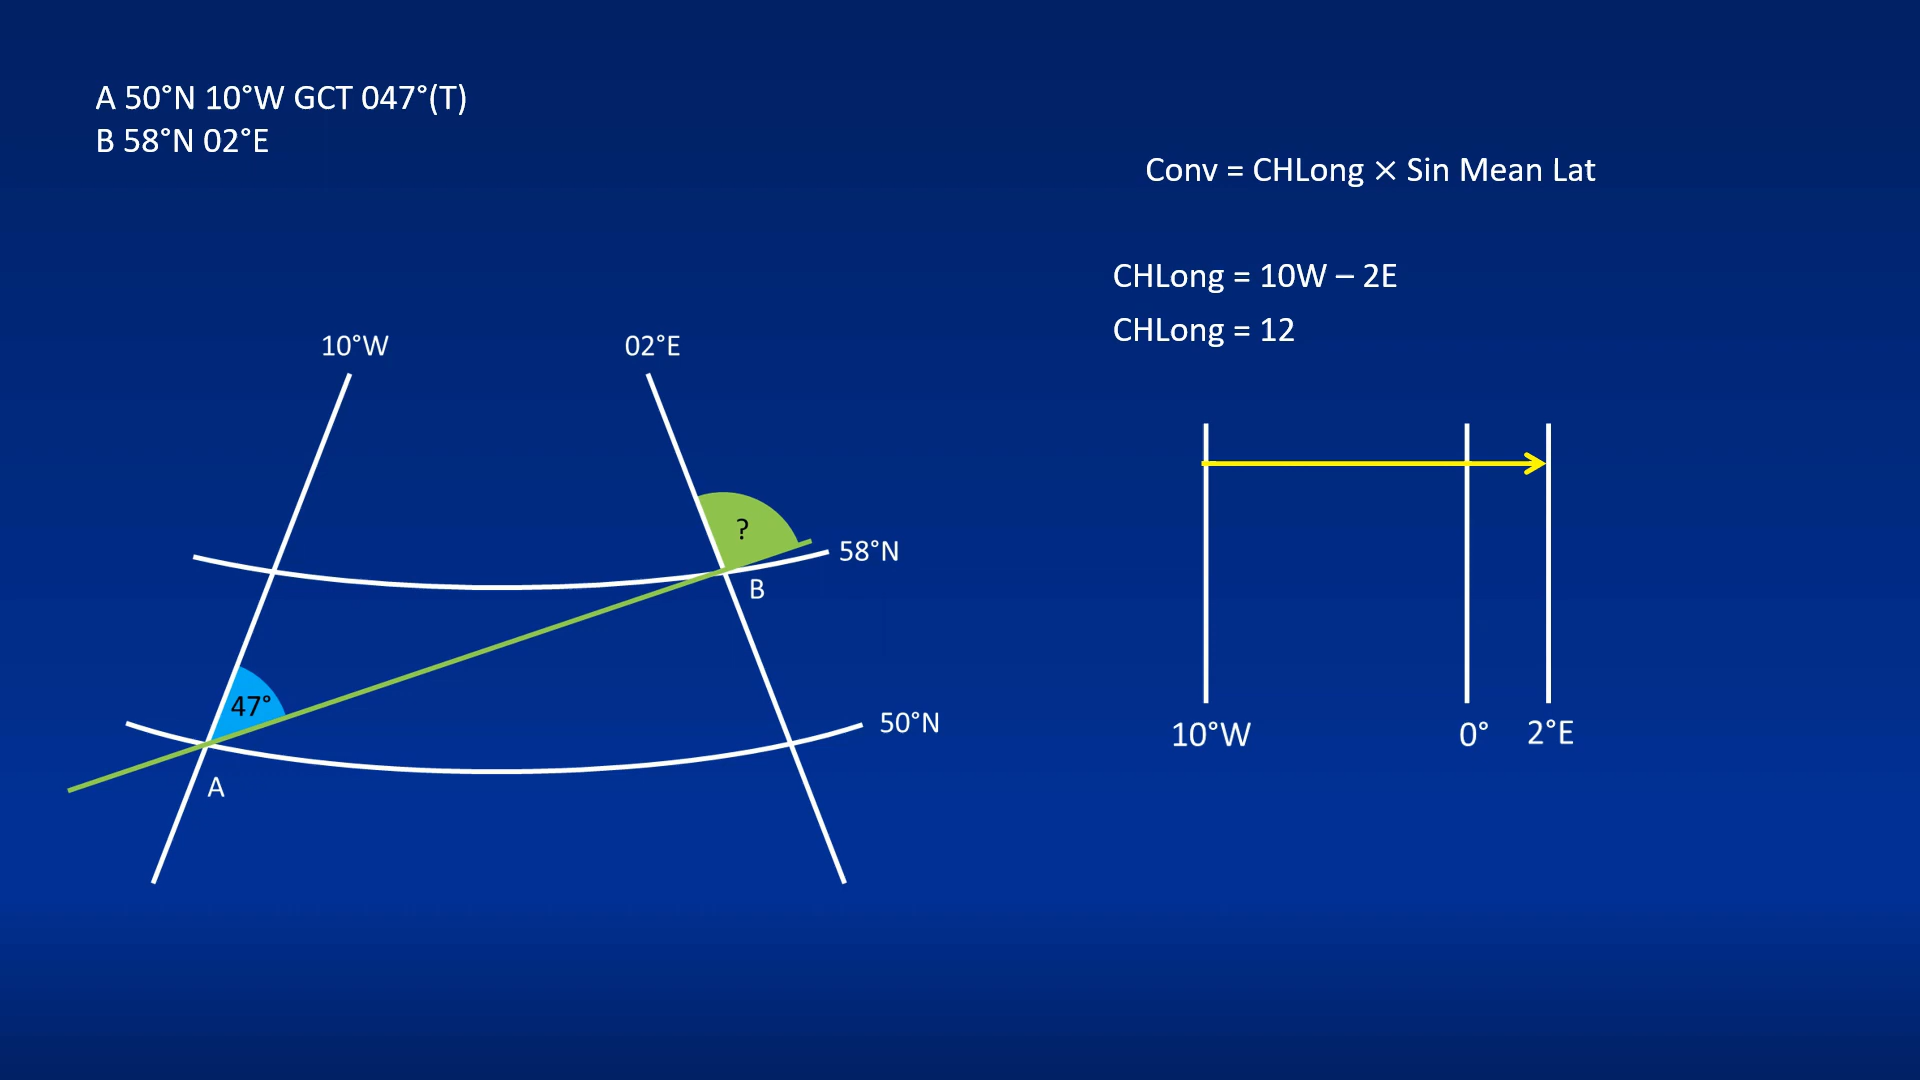 A 50°N 10°W GCT 047°(T)
B 58°N 02°E
Conv = CHLong × Sin Mean Lat
CHLong = 10W – 2E
CHLong = 12
10°W
02°E
?
58°N
B
47°
50°N
A
10°W
0°
2°E